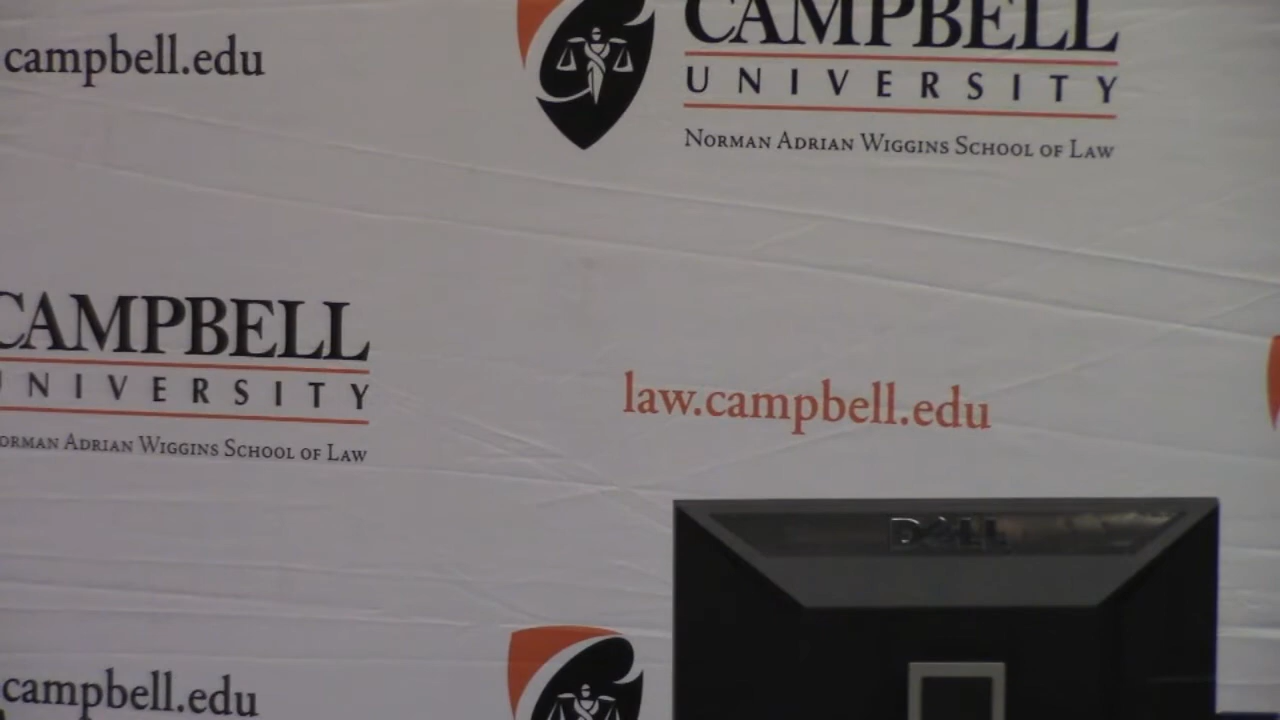 campbell.edu
CAMPBELL
UNIVERSITY
NORMAN ADRIAN WIGGINS SCHOOL OF LAW
CAMPBELL
UNIVERSITY
NORMAN ADRIAN WIGGINS SCHOOL OF LAW
law.campbell.edu
DELL
campbell.edu